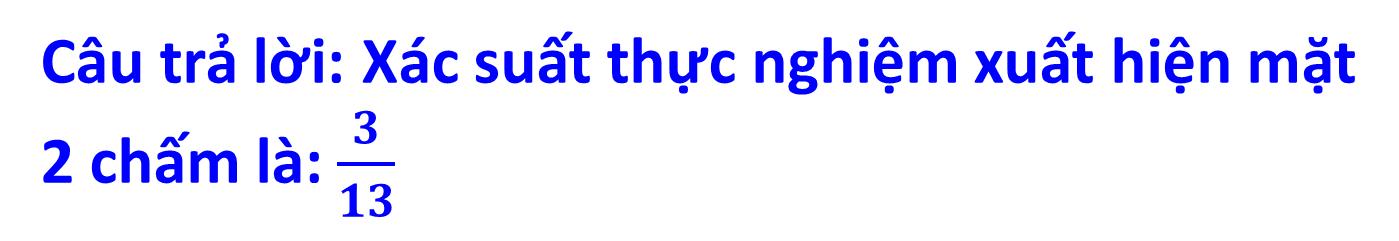 Câu trả lời: Xác suất thực nghiệm xuất hiện mặt
2 chấm là: 3/13